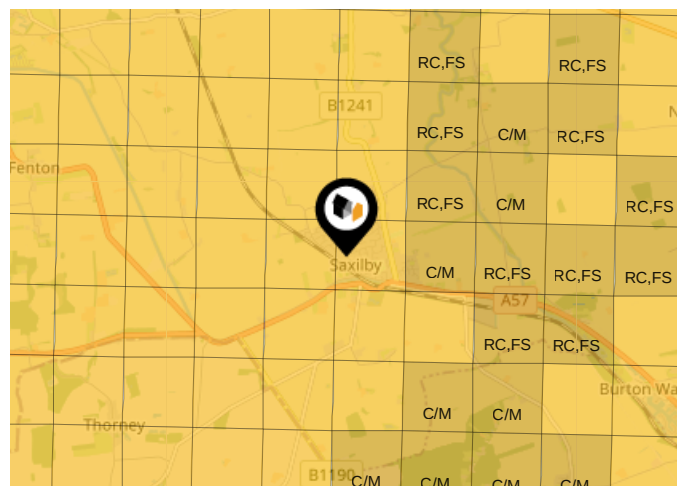 RC,FS RC,FS
B1241
RC,FS C/M RC,FS
Fenton
RC,FS C/M RC,FS
Saxilby
C/M RC,FS RC,FS RC,FS
A57
RC,FS RC,FS
Burton Wa
C/M C/M
Thorney
B1190
C/M C/M C/M C/M